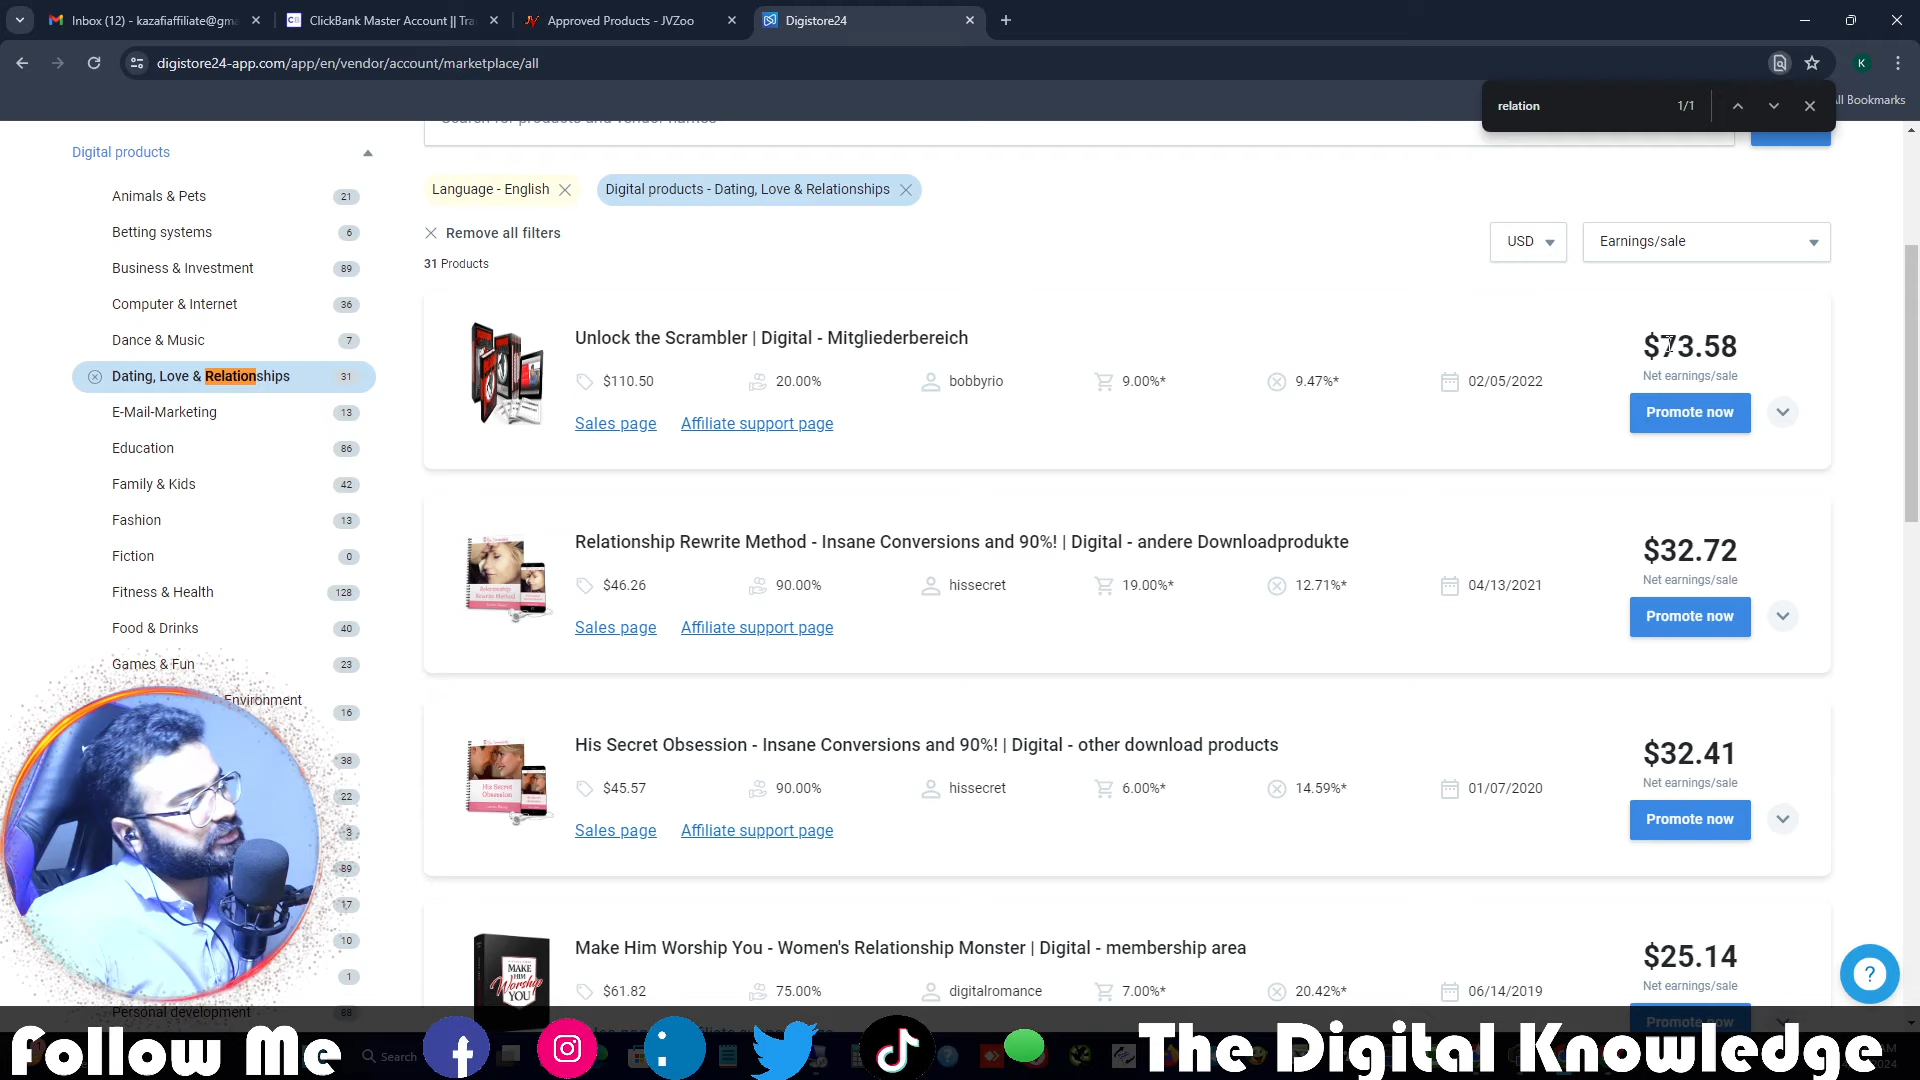 Inbox (12) - kazafiaffiliate@gm
ClickBank Master Account || Tra
Approved Products - JVZoo
Digistore24
digistore24-app.com/app/en/vendor/account/marketplace/all
K
relation 1/1
All Bookmarks
Digital products
Animals & Pets 21
Betting systems 6
Business & Investment 89
Computer & Internet 36
Dance & Music 7
Dating, Love & Relationships 31
E-Mail-Marketing 13
Education 86
Family & Kids 42
Fashion 13
Fiction 0
Fitness & Health 128
Food & Drinks 40
Games & Fun 23
Environment
16
38
22
3
89
17
10
1
Personal development 88
Search for products and vendor names
Language - English
Digital products - Dating, Love & Relationships
Remove all filters
31 Products
USD
Earnings/sale
Unlock the Scrambler | Digital - Mitgliederbereich
$110.50 20.00% bobbyrio 9.00%* 9.47%* 02/05/2022
Sales page Affiliate support page
$73.58
Net earnings/sale
Promote now
Relationship Rewrite Method - Insane Conversions and 90%! | Digital - andere Downloadprodukte
$46.26 90.00% hissecret 19.00%* 12.71%* 04/13/2021
Sales page Affiliate support page
$32.72
Net earnings/sale
Promote now
His Secret Obsession - Insane Conversions and 90%! | Digital - other download products
$45.57 90.00% hissecret 6.00%* 14.59%* 01/07/2020
Sales page Affiliate support page
$32.41
Net earnings/sale
Promote now
Make Him Worship You - Women's Relationship Monster | Digital - membership area
$61.82 75.00% digitalromance 7.00%* 20.42%* 06/14/2019
$25.14
Net earnings/sale
Promote now
MAKE
HIM
Worship
YOU
Follow Me
Search
The Digital Knowledge